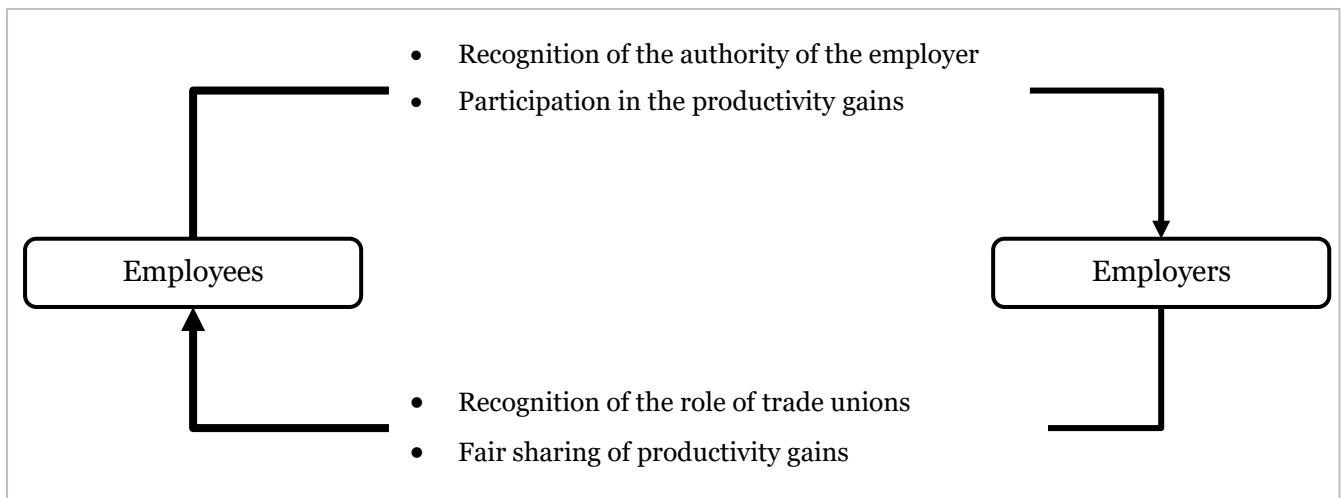 • Recognition of the authority of the employer
• Participation in the productivity gains
Employees
Employers
• Recognition of the role of trade unions
• Fair sharing of productivity gains